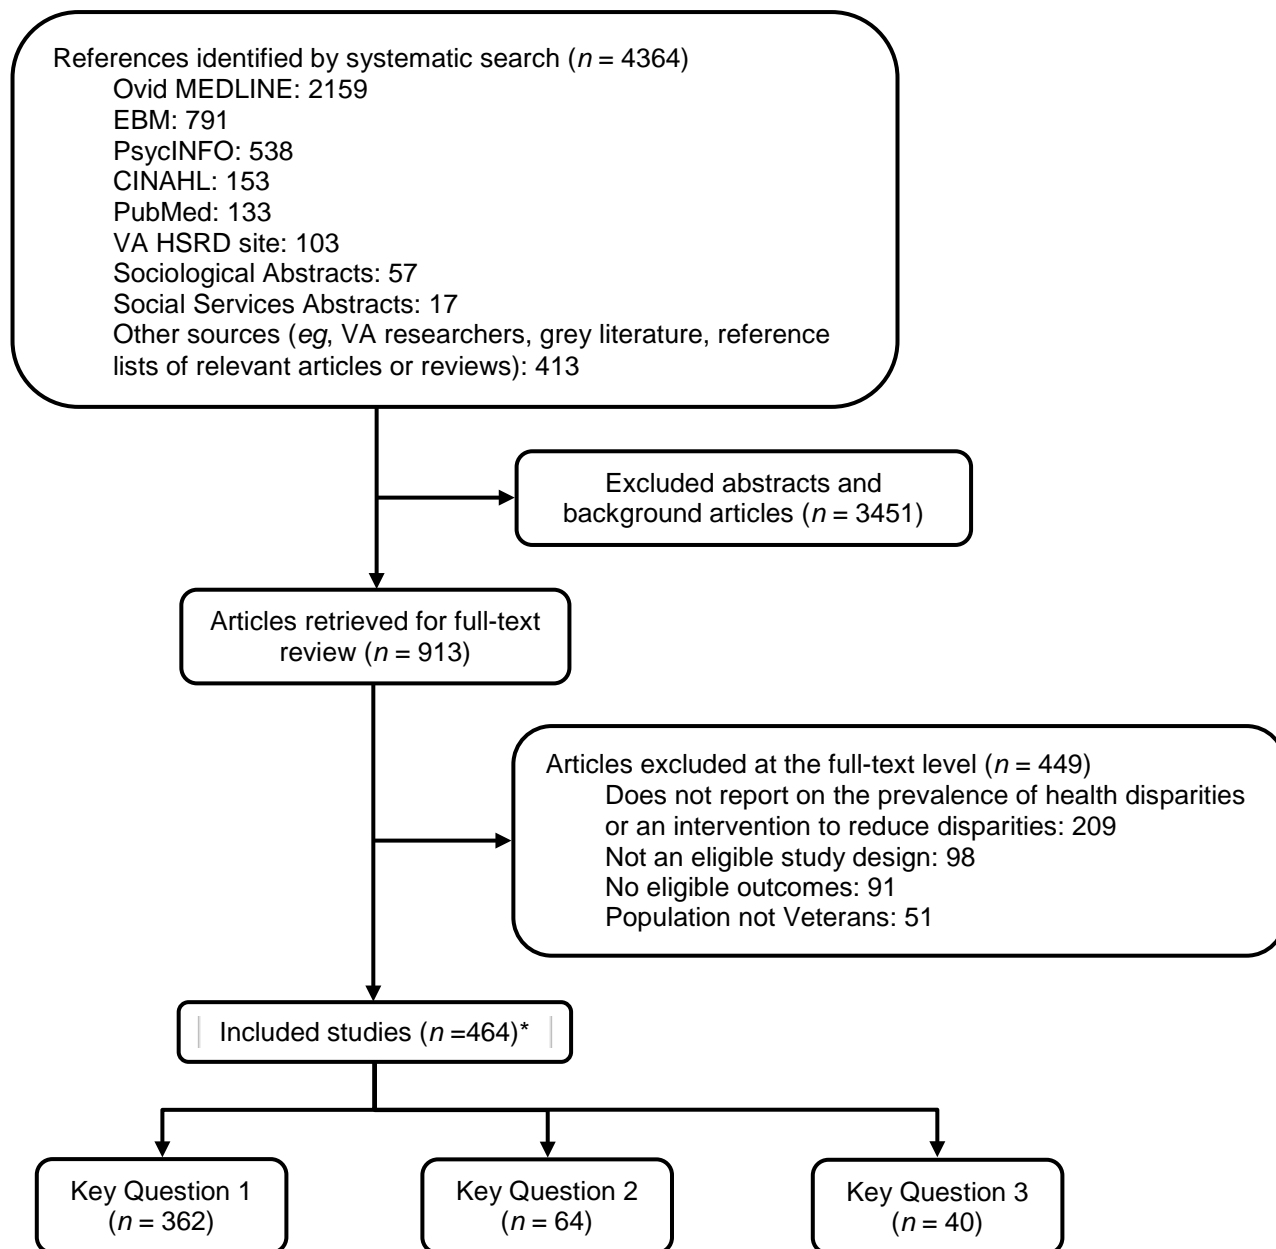 References identified by systematic search (n = 4364)
Ovid MEDLINE: 2159
EBM: 791
PsycINFO: 538
CINAHL: 153
PubMed: 133
VA HSRD site: 103
Sociological Abstracts: 57
Social Services Abstracts: 17
Other sources (eg, VA researchers, grey literature, reference
lists of relevant articles or reviews): 413
Excluded abstracts and
background articles (n = 3451)
Articles retrieved for full-text
review (n = 913)
Articles excluded at the full-text level (n = 449)
Does not report on the prevalence of health disparities
or an intervention to reduce disparities: 209
Not an eligible study design: 98
No eligible outcomes: 91
Population not Veterans: 51
Included studies (n =464)*
Key Question 1
(n = 362)
Key Question 2
(n = 64)
Key Question 3
(n = 40)